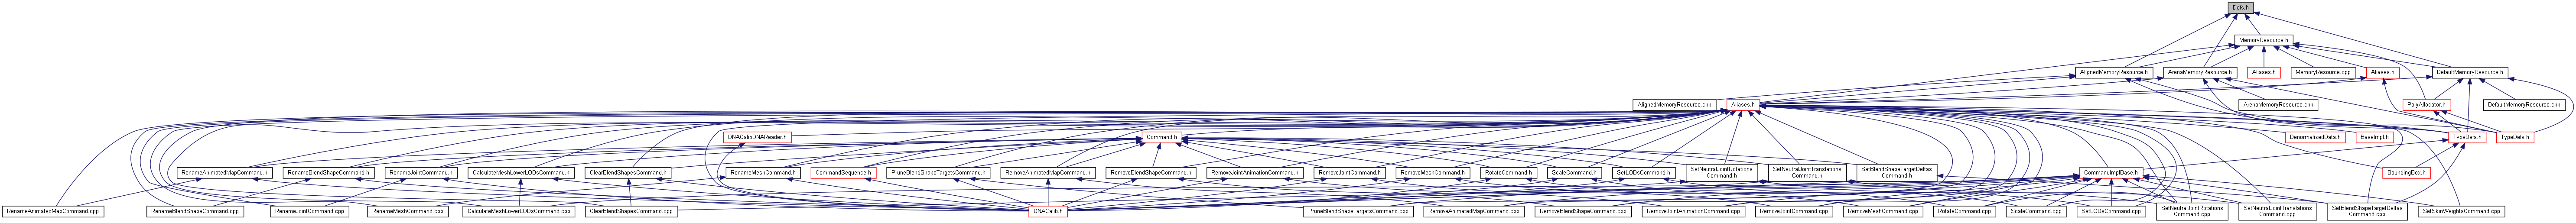 Defs.h
MemoryResource.h
AlignedMemoryResource.h
ArenaMemoryResource.h
Aliases.h
MemoryResource.cpp
Aliases.h
DefaultMemoryResource.h
AlignedMemoryResource.cpp
Aliases.h
ArenaMemoryResource.cpp
PolyAllocator.h
DefaultMemoryResource.cpp
DNACalibDNAReader.h
Command.h
DenormalizedData.h
BaseImpl.h
TypeDefs.h
TypeDefs.h
RenameAnimatedMapCommand.h
RenameBlendShapeCommand.h
RenameJointCommand.h
CalculateMeshLowerLODsCommand.h
ClearBlendShapesCommand.h
RenameMeshCommand.h
CommandSequence.h
PruneBlendShapeTargetsCommand.h
RemoveAnimatedMapCommand.h
RemoveBlendShapeCommand.h
RemoveJointAnimationCommand.h
RemoveJointCommand.h
RemoveMeshCommand.h
RotateCommand.h
ScaleCommand.h
SetLODsCommand.h
SetNeutralJointRotations
Command.h
SetNeutralJointTranslations
Command.h
SetBlendShapeTargetDeltas
Command.h
CommandImplBase.h
BoundingBox.h
RenameAnimatedMapCommand.cpp
RenameBlendShapeCommand.cpp
RenameJointCommand.cpp
RenameMeshCommand.cpp
CalculateMeshLowerLODsCommand.cpp
ClearBlendShapesCommand.cpp
DNACalib.h
PruneBlendShapeTargetsCommand.cpp
RemoveAnimatedMapCommand.cpp
RemoveBlendShapeCommand.cpp
RemoveJointAnimationCommand.cpp
RemoveJointCommand.cpp
RemoveMeshCommand.cpp
RotateCommand.cpp
ScaleCommand.cpp
SetLODsCommand.cpp
SetNeutralJointRotations
Command.cpp
SetNeutralJointTranslations
Command.cpp
SetBlendShapeTargetDeltas
Command.cpp
SetSkinWeightsCommand.cpp